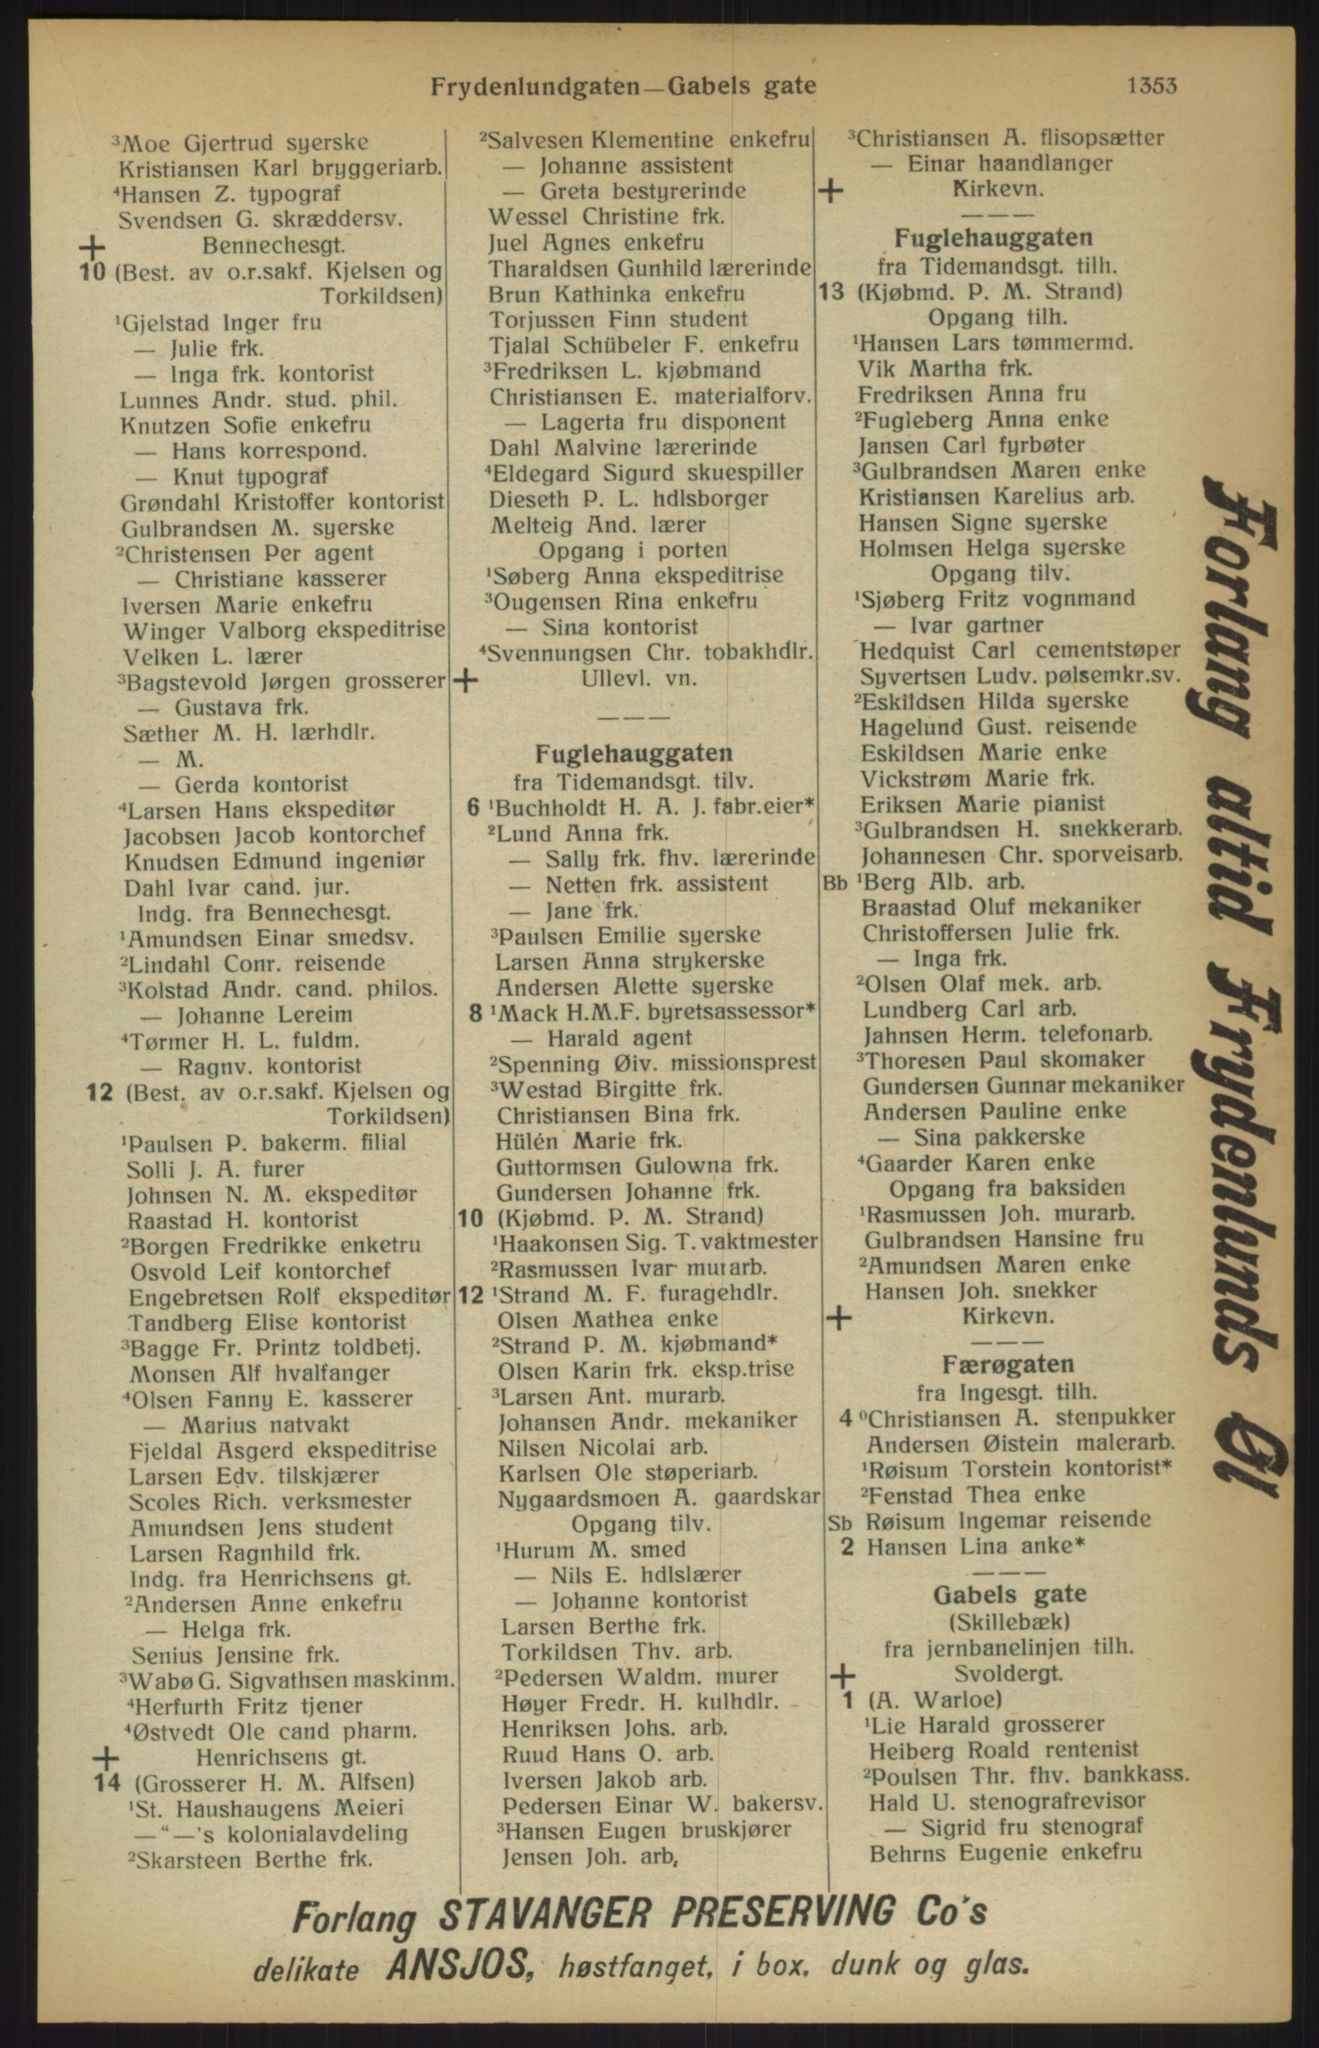 Frydenlundgaten—Gabels gate
1353
³Moe Gjertrud syerske
Kristiansen Karl bryggeriarb.
⁴Hansen Z. typograf
Svendsen G. skræddersv.
+ Bennechesgt.
10 (Best. av o.r.sakf. Kjelsen og
Torkildsen)
¹Gjelstad Inger fru
— Julie frk.
— Inga frk. kontorist
Lunnes Andr. stud. phil.
Knutzen Sofie enkefru
— Hans korrespond.
— Knut typograf
Grøndahl Kristoffer kontorist
Gulbrandsen M. syerske
²Christensen Per agent
— Christiane kasserer
Iversen Marie enkefru
Winger Valborg ekspeditrise
Velken L. lærer
³Bagstevold Jørgen grosserer
— Gustava frk.
Sæther M. H. lærhdlr.
— M.
— Gerda kontorist
⁴Larsen Hans ekspeditør
Jacobsen Jacob kontorchef
Knudsen Edmund ingeniør
Dahl Ivar cand. jur.
Indg. fra Bennechesgt.
¹Amundsen Einar smedsv.
²Lindahl Conr. reisende
³Kolstad Andr. cand. philos.
— Johanne Lereim
⁴Tørmer H. L. fuldm.
— Ragnv. kontorist
12 (Best. av o.r.sakf. Kjelsen og
Torkildsen)
¹Paulsen P. bakerm. filial
Solli J. A. furer
Johnsen N. M. ekspeditør
Raastad H. kontorist
²Borgen Fredrikke enketru
Osvold Leif kontorchef
Engebretsen Rolf ekspeditør
Tandberg Elise kontorist
³Bagge Fr. Printz toldbetj.
Monsen Alf hvalfanger
⁴Olsen Fanny E. kasserer
— Marius natvakt
Fjeldal Asgerd ekspeditrise
Larsen Edv. tilskjærer
Scoles Rich. verksmester
Amundsen Jens student
Larsen Ragnhild frk.
Indg. fra Henrichsens gt.
²Andersen Anne enkefru
— Helga frk.
Senius Jensine frk.
³Wabø G. Sigvathsen maskinm.
⁴Herfurth Fritz tjener
⁴Østvedt Ole cand pharm.
+ Henrichsens gt.
14 (Grosserer H. M. Alfsen)
¹St. Haushaugens Meieri
—“—'s kolonialavdeling
²Skarsteen Berthe frk.
²Salvesen Klementine enkefru
— Johanne assistent
— Greta bestyrerinde
Wessel Christine frk.
Juel Agnes enkefru
Tharaldsen Gunhild lærerinde
Brun Kathinka enkefru
Torjussen Finn student
Tjalal Schübeler F. enkefru
³Fredriksen L. kjøbmand
Christiansen E. materialforv.
— Lagerta fru disponent
Dahl Malvine lærerinde
⁴Eldegard Sigurd skuespiller
Dieseth P. L. hdlsborger
Melteig And. lærer
Opgang i porten
¹Søberg Anna ekspeditrise
³Ougensen Rina enkefru
— Sina kontorist
⁴Svennungsen Chr. tobakhdlr.
+ Ullevl. vn.
———
Fuglehauggaten
fra Tidemandsgt. tilv.
6 ¹Buchholdt H. A. J. fabr.eier*
²Lund Anna frk.
— Sally frk. fhv. lærerinde
— Netten frk. assistent
— Jane frk.
³Paulsen Emilie syerske
Larsen Anna strykerske
Andersen Alette syerske
8 ¹Mack H.M.F. byretsassessor*
— Harald agent
²Spenning Øiv. missionsprest
³Westad Birgitte frk.
Christiansen Bina frk.
Hülén Marie frk.
Guttormsen Gulowna frk.
Gundersen Johanne frk.
10 (Kjøbmd. P. M. Strand)
¹Haakonsen Sig. T. vaktmester
²Rasmussen Ivar murarb.
12 ¹Strand M. F. furagehdlr.
Olsen Mathea enke
²Strand P. M. kjøbmand*
Olsen Karin frk. eksp.trise
³Larsen Ant. murarb.
Johansen Andr. mekaniker
Nilsen Nicolai arb.
Karlsen Ole støperiarb.
Nygaardsmoen A. gaardskar
Opgang tilv.
¹Hurum M. smed
— Nils E. hdlslærer
— Johanne kontorist
Larsen Berthe frk.
Torkildsen Thv. arb.
²Pedersen Waldm. murer
Høyer Fredr. H. kulhdlr.
Henriksen Johs. arb.
Ruud Hans O. arb.
Iversen Jakob arb.
Pedersen Einar W. bakersv.
³Hansen Eugen bruskjører
Jensen Joh. arb.
³Christiansen A. flisopsætter
— Einar haandlanger
+ Kirkevn.
———
Fuglehauggaten
fra Tidemandsgt. tilh.
13 (Kjøbmd. P. M. Strand)
Opgang tilh.
¹Hansen Lars tømmermd.
Vik Martha frk.
Fredriksen Anna fru
²Fugleberg Anna enke
Jansen Carl fyrbøter
³Gulbrandsen Maren enke
Kristiansen Karelius arb.
Hansen Signe syerske
Holmsen Helga syerske
Opgang tilv.
¹Sjøberg Fritz vognmand
— Ivar gartner
Hedquist Carl cementstøper
Syvertsen Ludv. pølsemkr.sv.
²Eskildsen Hilda syerske
Hagelund Gust. reisende
Eskildsen Marie enke
Vickstrøm Marie frk.
Eriksen Marie pianist
³Gulbrandsen H. snekkerarb.
Johannesen Chr. sporveisarb.
Bb ¹Berg Alb. arb.
Braastad Oluf mekaniker
Christoffersen Julie frk.
— Inga frk.
²Olsen Olaf mek. arb.
Lundberg Carl arb.
Jahnsen Herm. telefonarb.
³Thoresen Paul skomaker
Gundersen Gunnar mekaniker
Andersen Pauline enke
— Sina pakkerske
⁴Gaarder Karen enke
Opgang fra baksiden
¹Rasmussen Joh. murarb.
Gulbrandsen Hansine fru
²Amundsen Maren enke
Hansen Joh. snekker
+ Kirkevn.
———
Færøgaten
fra Ingesgt. tilh.
4 ⁰Christiansen A. stenpukker
Andersen Øistein malerarb.
¹Røisum Torstein kontorist*
²Fenstad Thea enke
Sb Røisum Ingemar reisende
2 Hansen Lina anke*
———
Gabels gate
(Skillebæk)
fra jernbanelinjen tilh.
+ Svoldergt.
1 (A. Warloe)
¹Lie Harald grosserer
Heiberg Roald rentenist
²Poulsen Thr. fhv. bankkass.
Hald U. stenografrevisor
— Sigrid fru stenograf
Behrns Eugenie enkefru
Forlang altid Frydenlunds Øl
Forlang STAVANGER PRESERVING Co's
delikate ANSJOS, høstfanget, i box, dunk og glas.